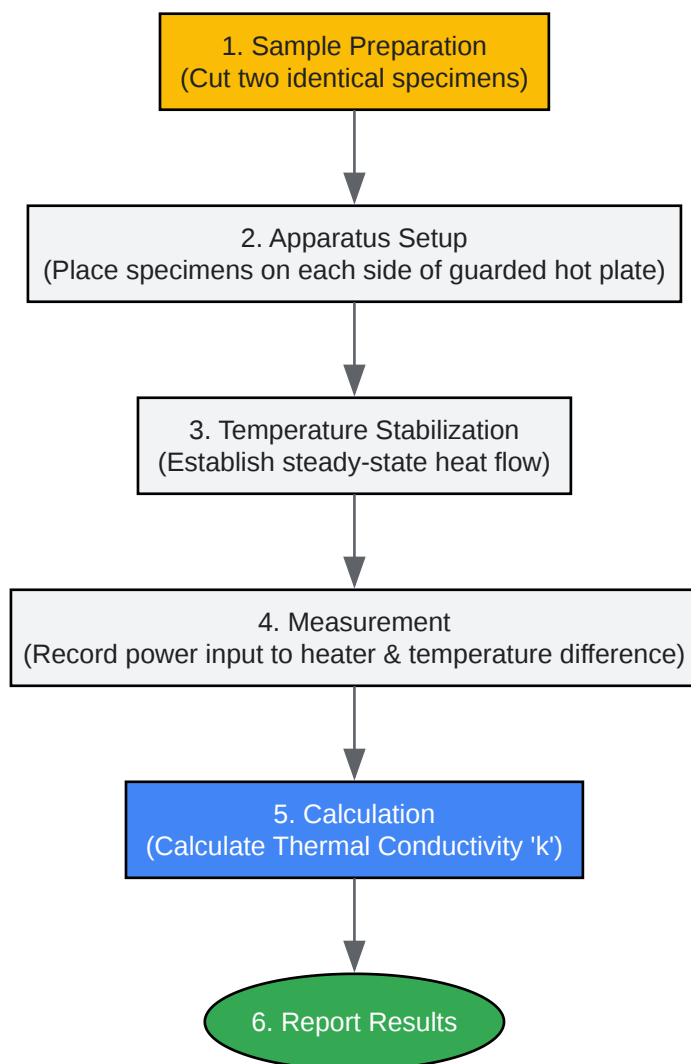 1. Sample Preparation
(Cut two identical specimens)
2. Apparatus Setup
(Place specimens on each side of guarded hot plate)
3. Temperature Stabilization
(Establish steady-state heat flow)
4. Measurement
(Record power input to heater & temperature difference)
5. Calculation
(Calculate Thermal Conductivity 'k')
6. Report Results